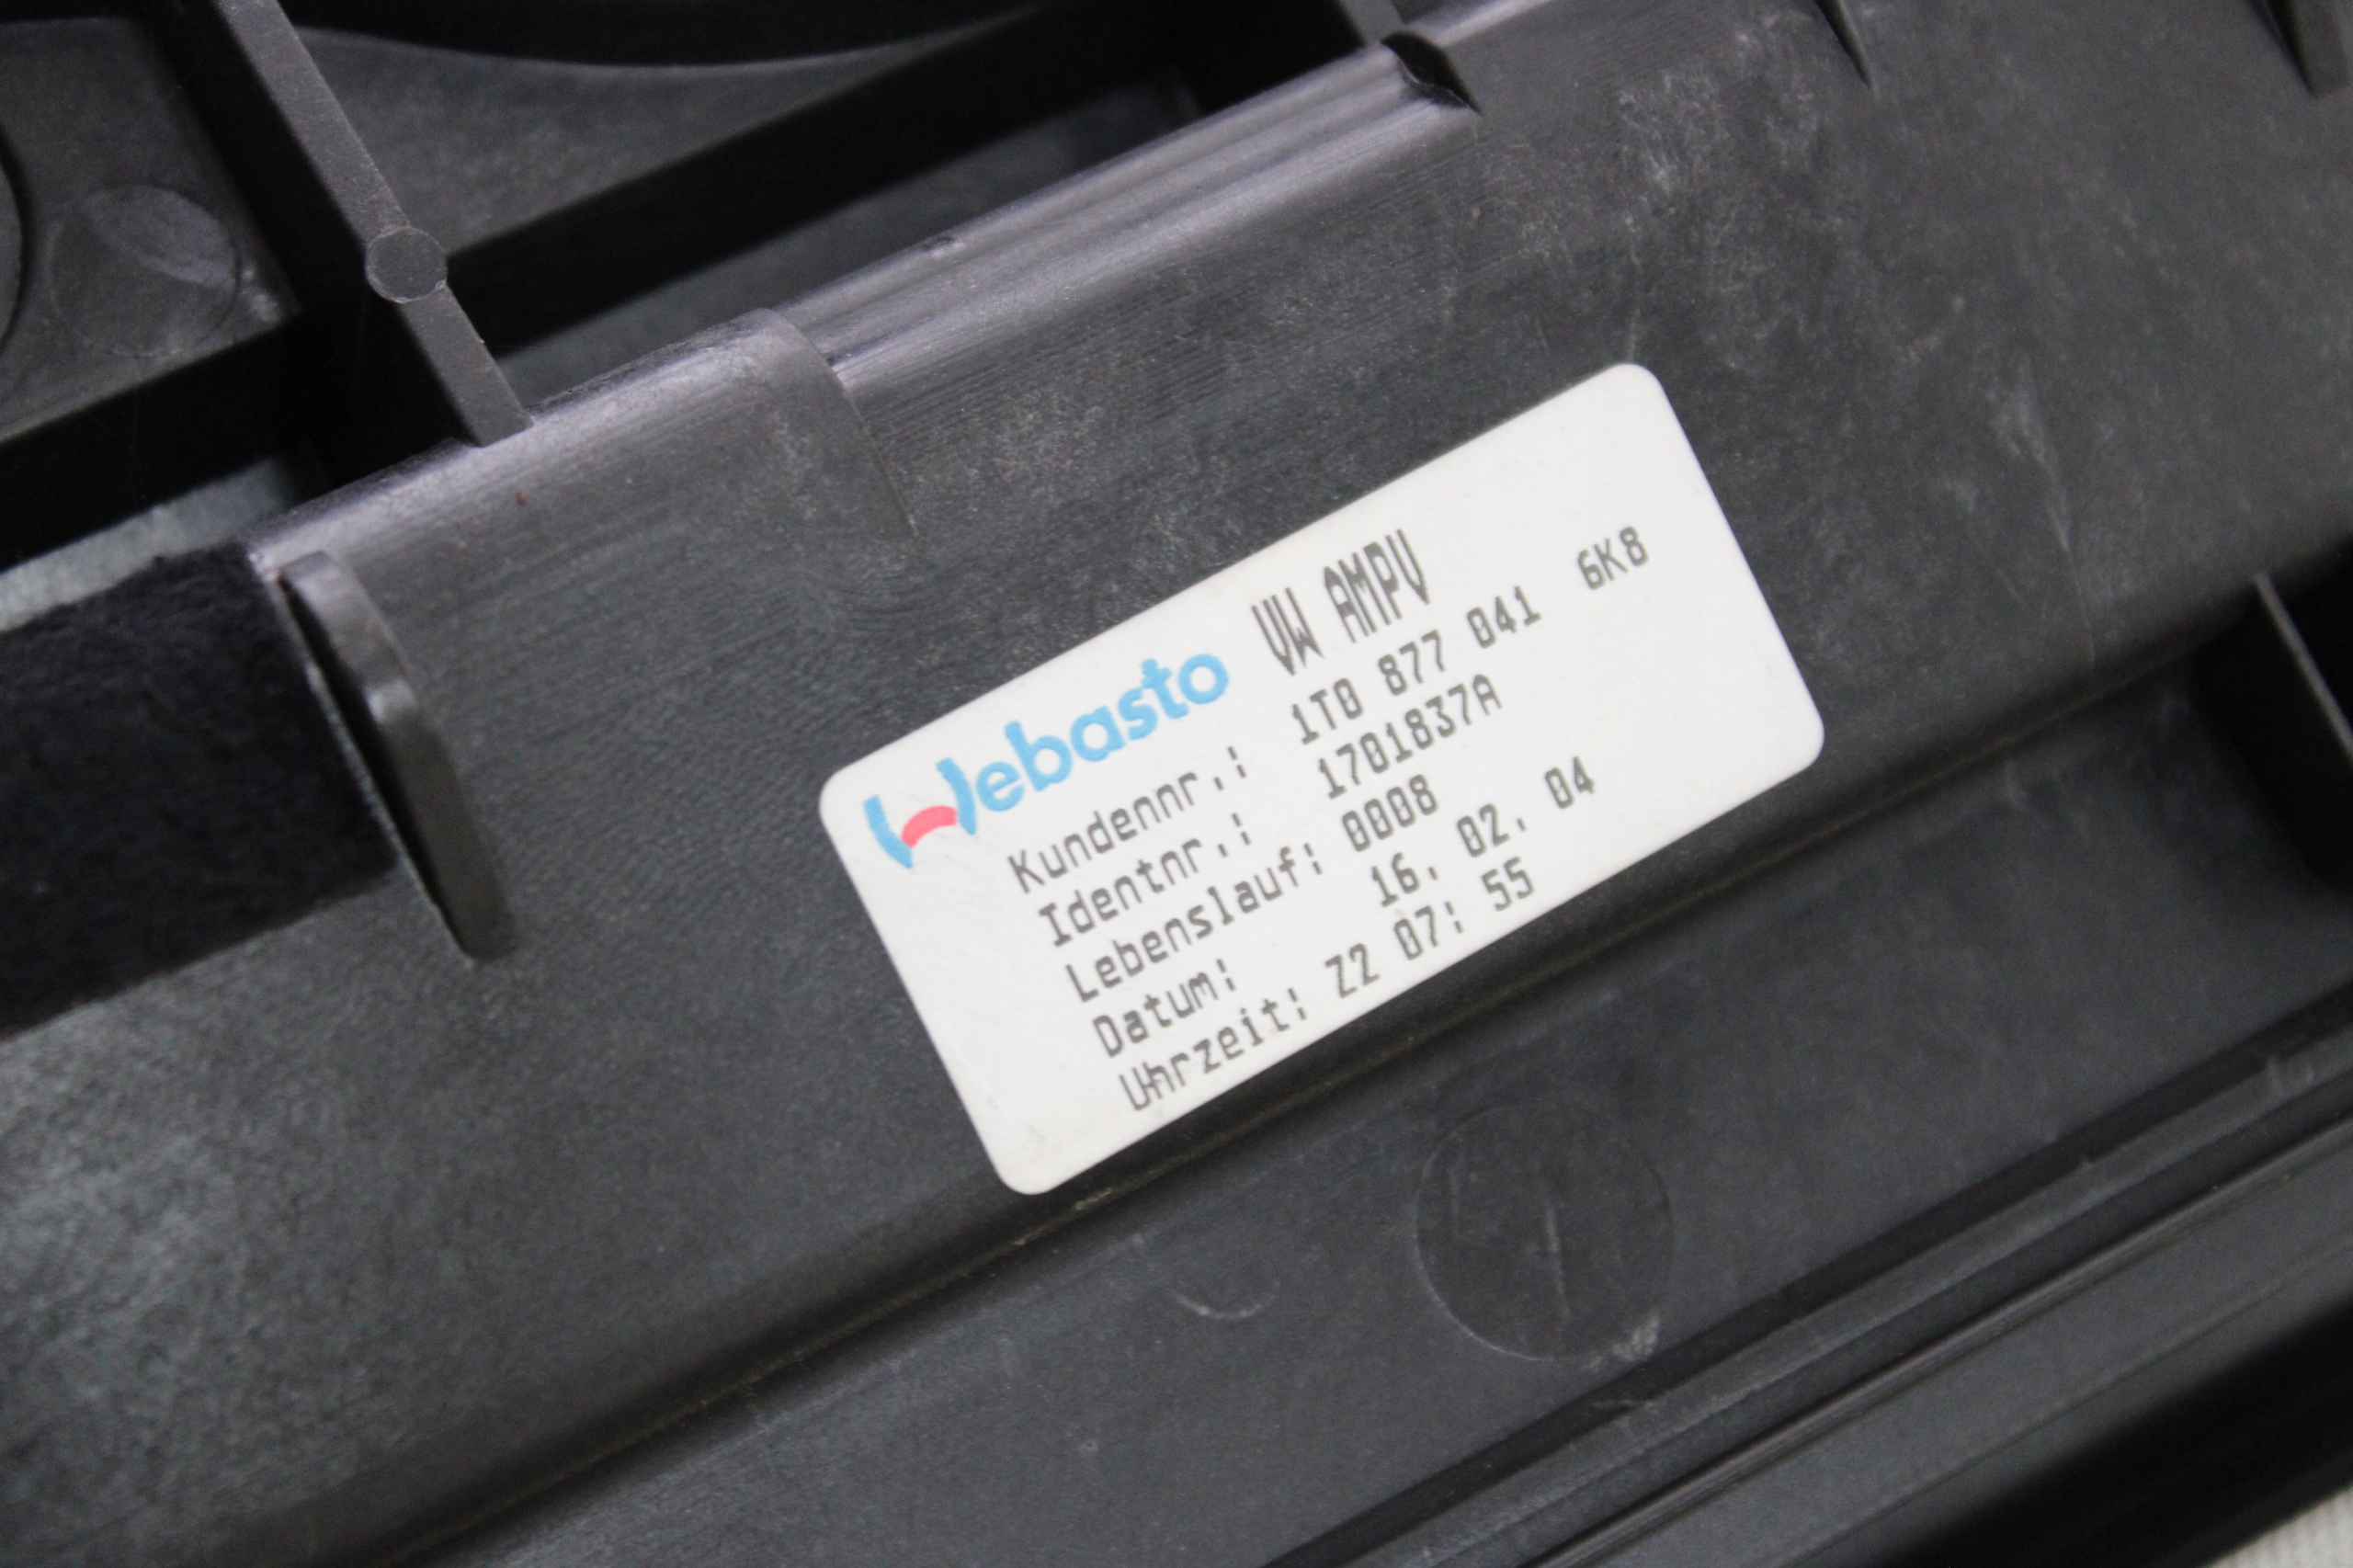 Webasto VW AMPV
Kundennr.: 1T0 877 041 6K8
Identnr.: 1701837A
Lebenslauf: 0008
Datum: 16. 02. 04
Uhrzeit: Z2 07: 55